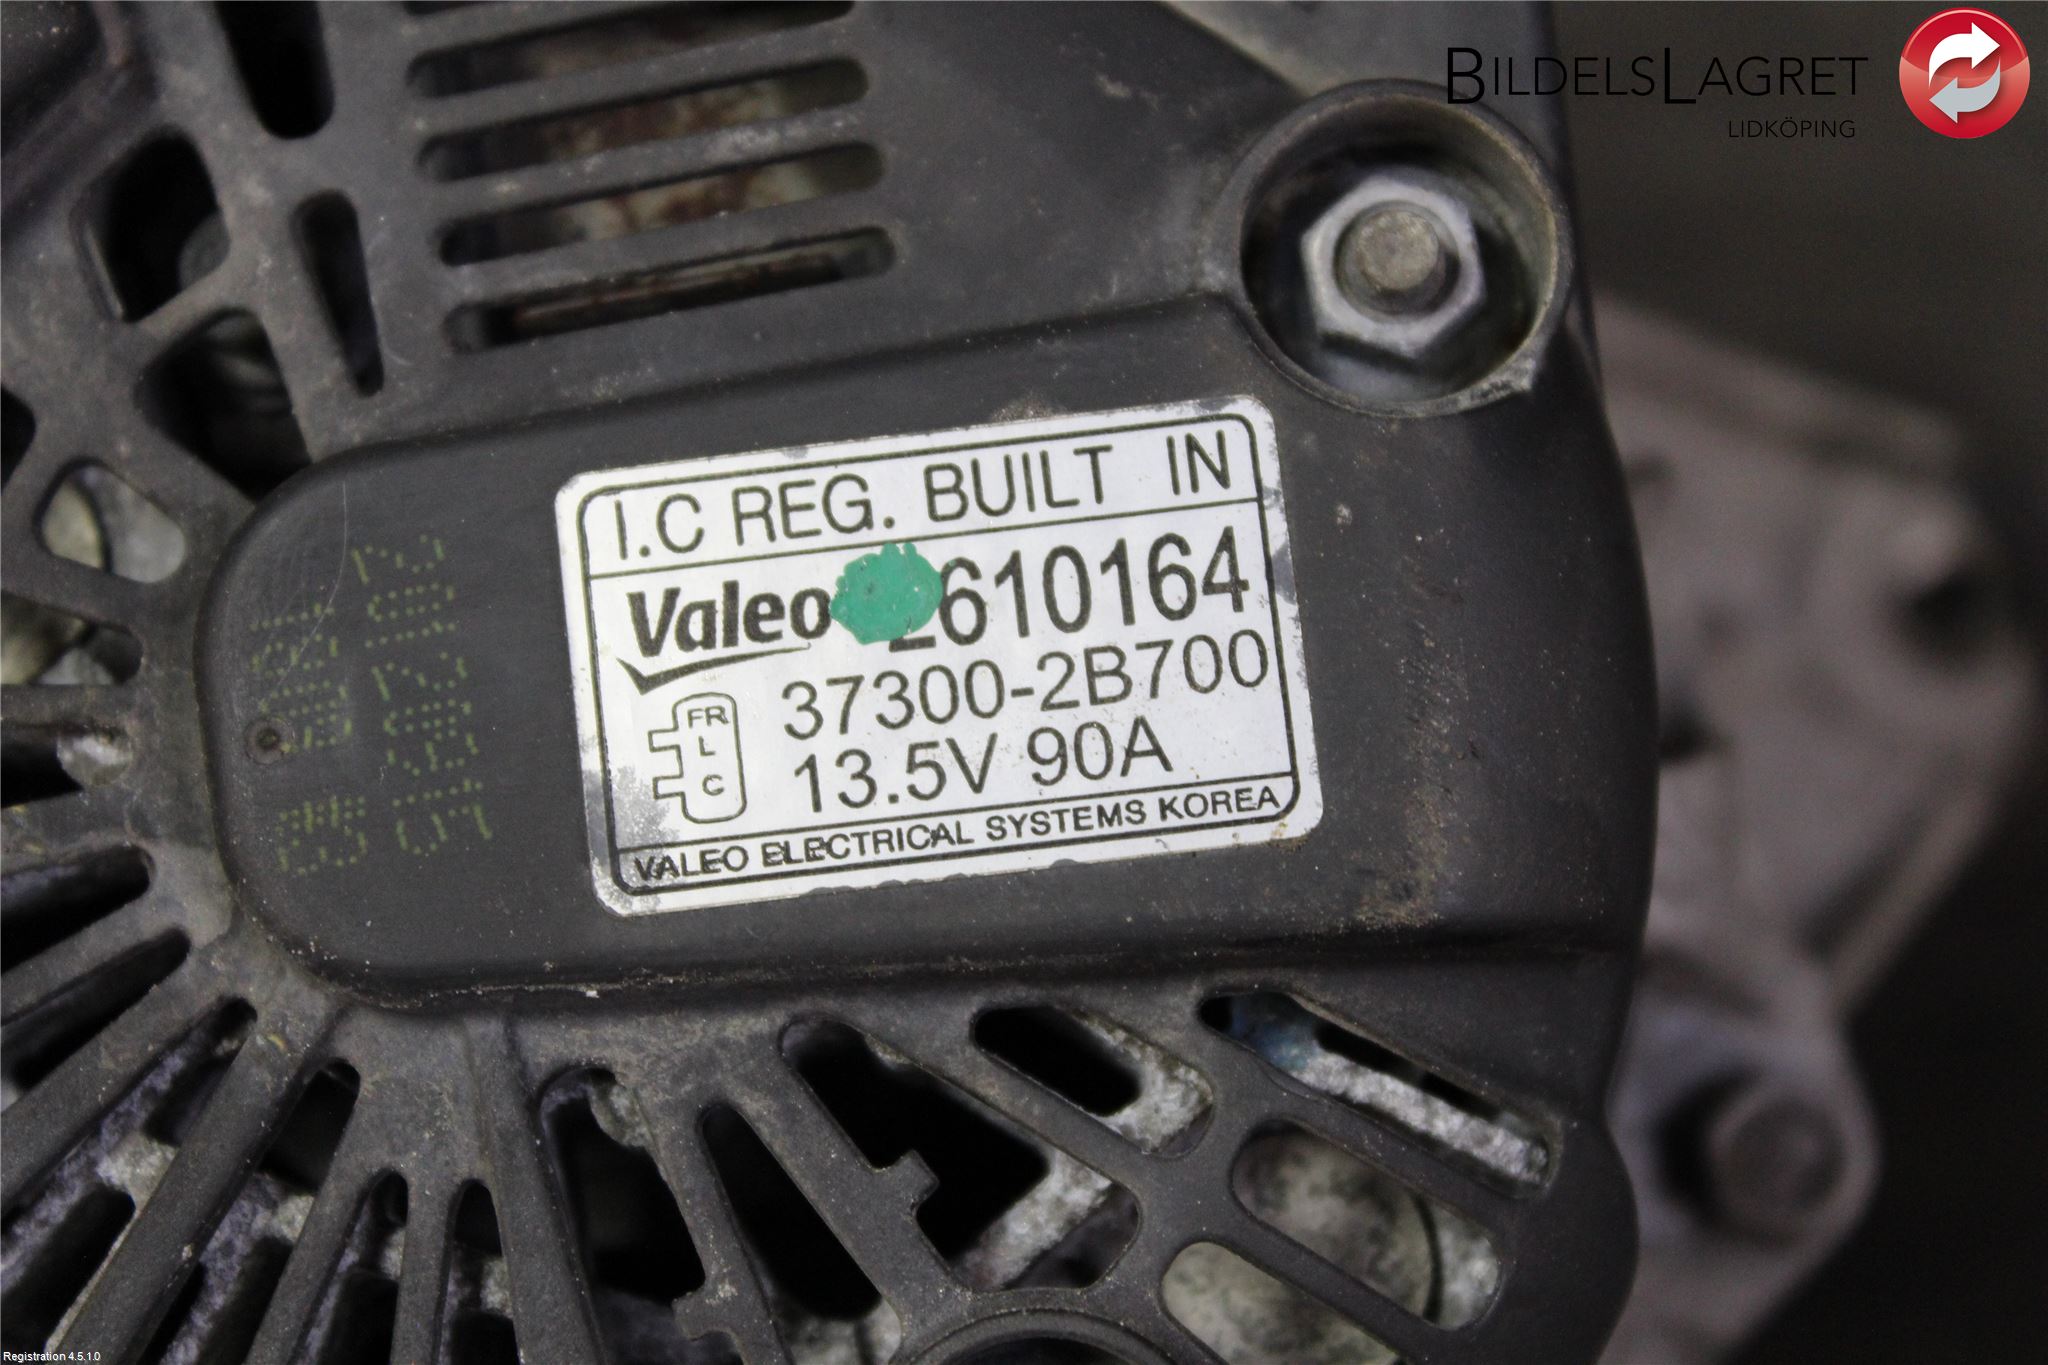 BILDELSLAGRET
LIDKÖPING
I.C REG. BUILT IN
Valeo 2610164
37300-2B700
FR
L
C
13.5V 90A
VALEO ELECTRICAL SYSTEMS KOREA
Registration 4.5.1.0